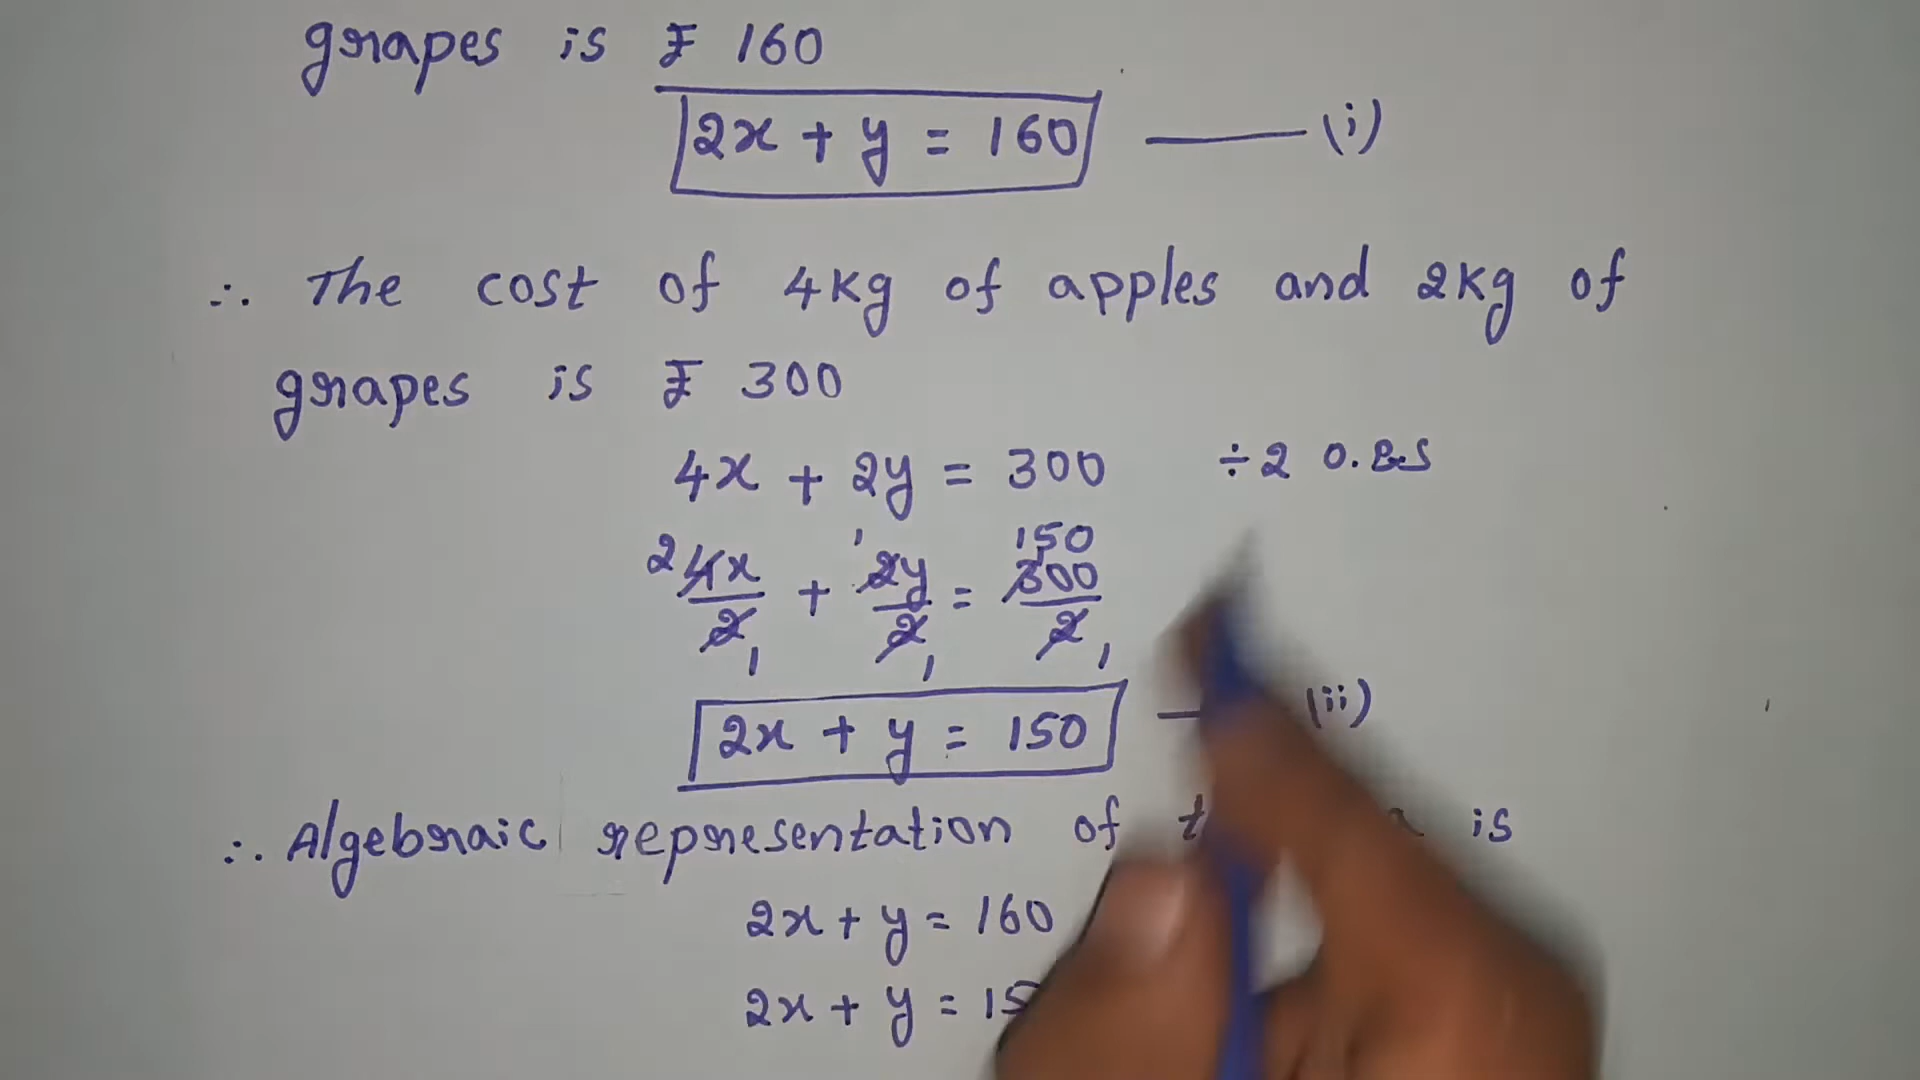 grapes is ₹ 160
2x + y = 160 —— (i)
∴ The cost of 4kg of apples and 2kg of
grapes is ₹ 300
4x + 2y = 300 ÷2 O.B.S
2 1 150
4x/2 + 2y/2 = 300/2
1 1 1
2x + y = 150 — (ii)
∴ Algebraic representation of is
2x + y = 160
2x + y = 15